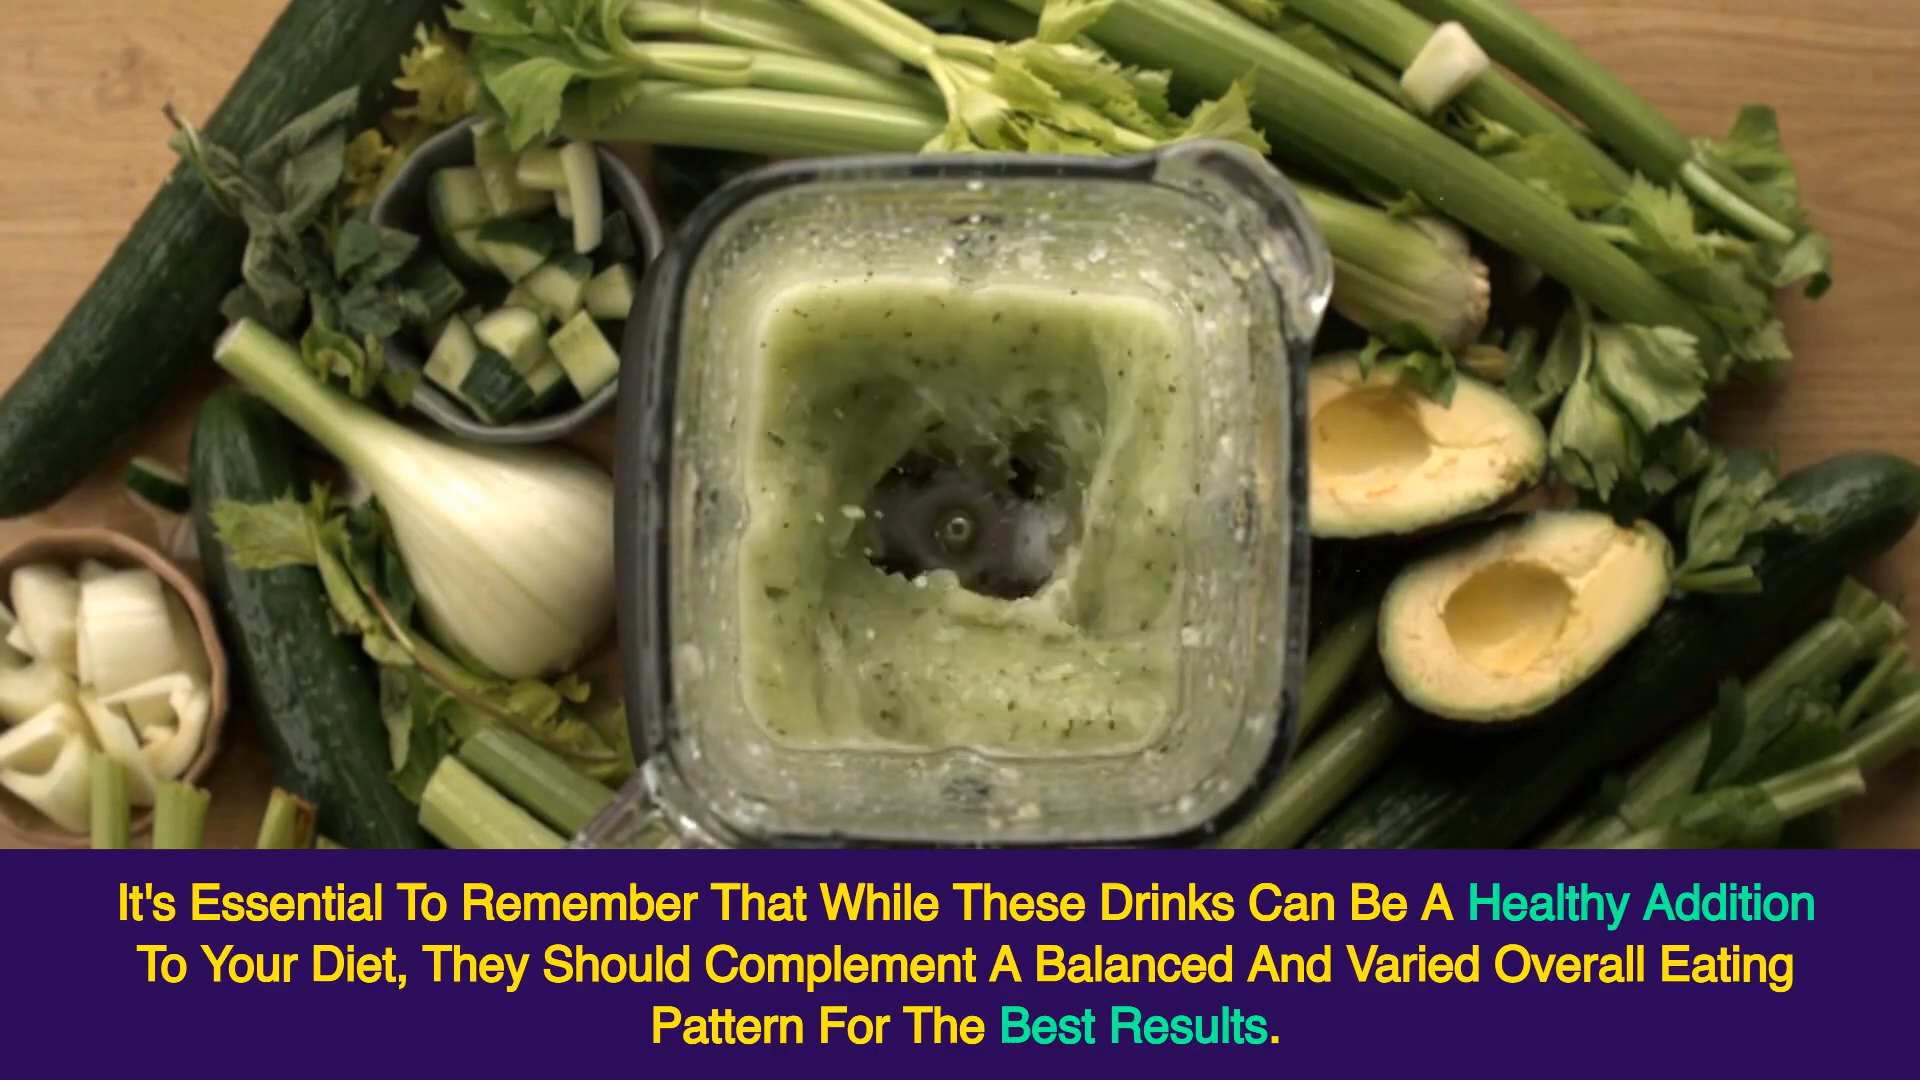 It's Essential To Remember That While These Drinks Can Be A Healthy Addition
To Your Diet, They Should Complement A Balanced And Varied Overall Eating
Pattern For The Best Results.